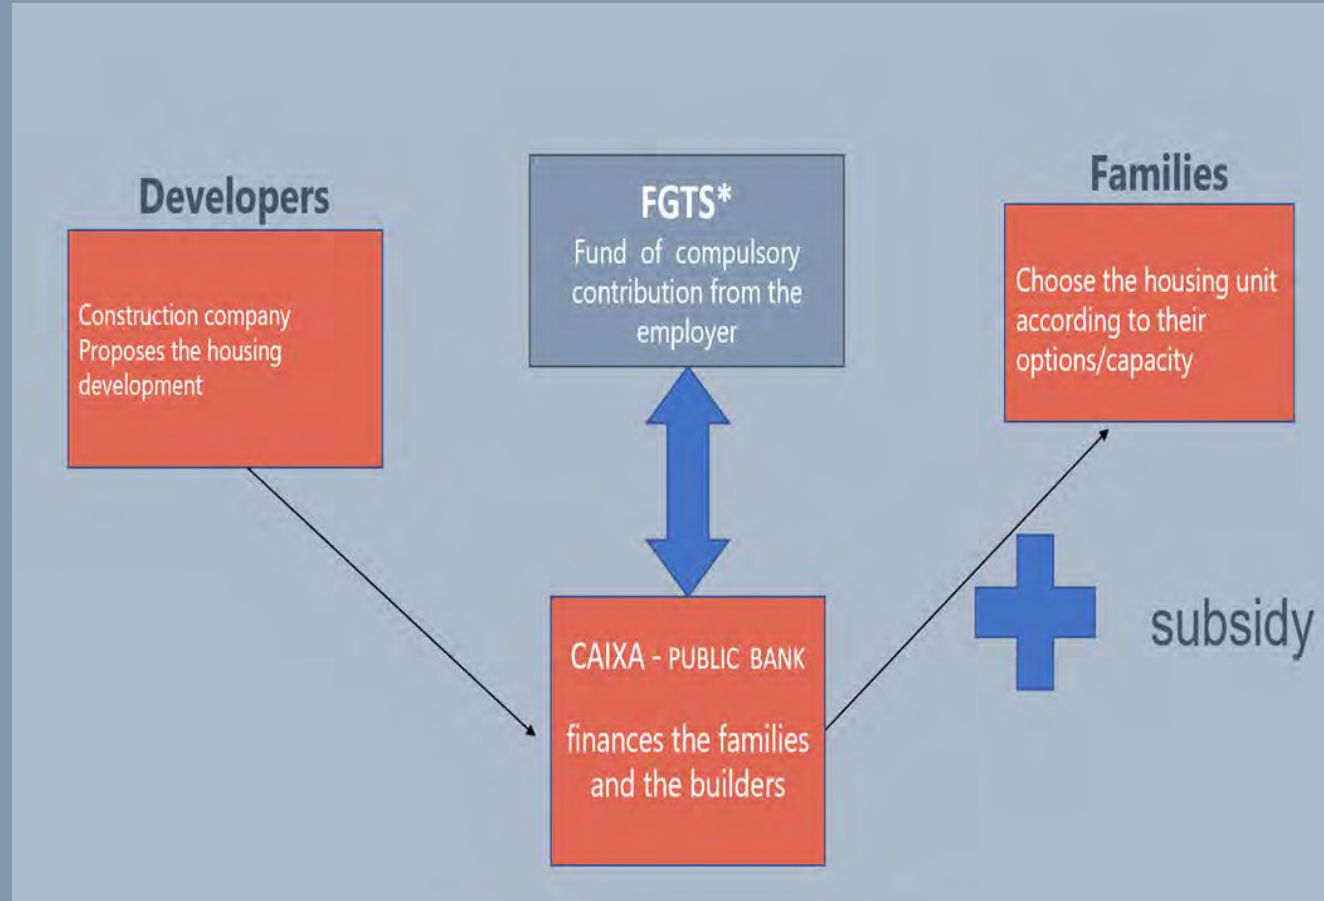 Developers
Construction company
Proposes the housing
development
FGTS*
Fund of compulsory
contribution from the
employer
Families
Choose the housing unit
according to their
options/capacity
CAIXA - PUBLIC BANK
finances the families
and the builders
subsidy